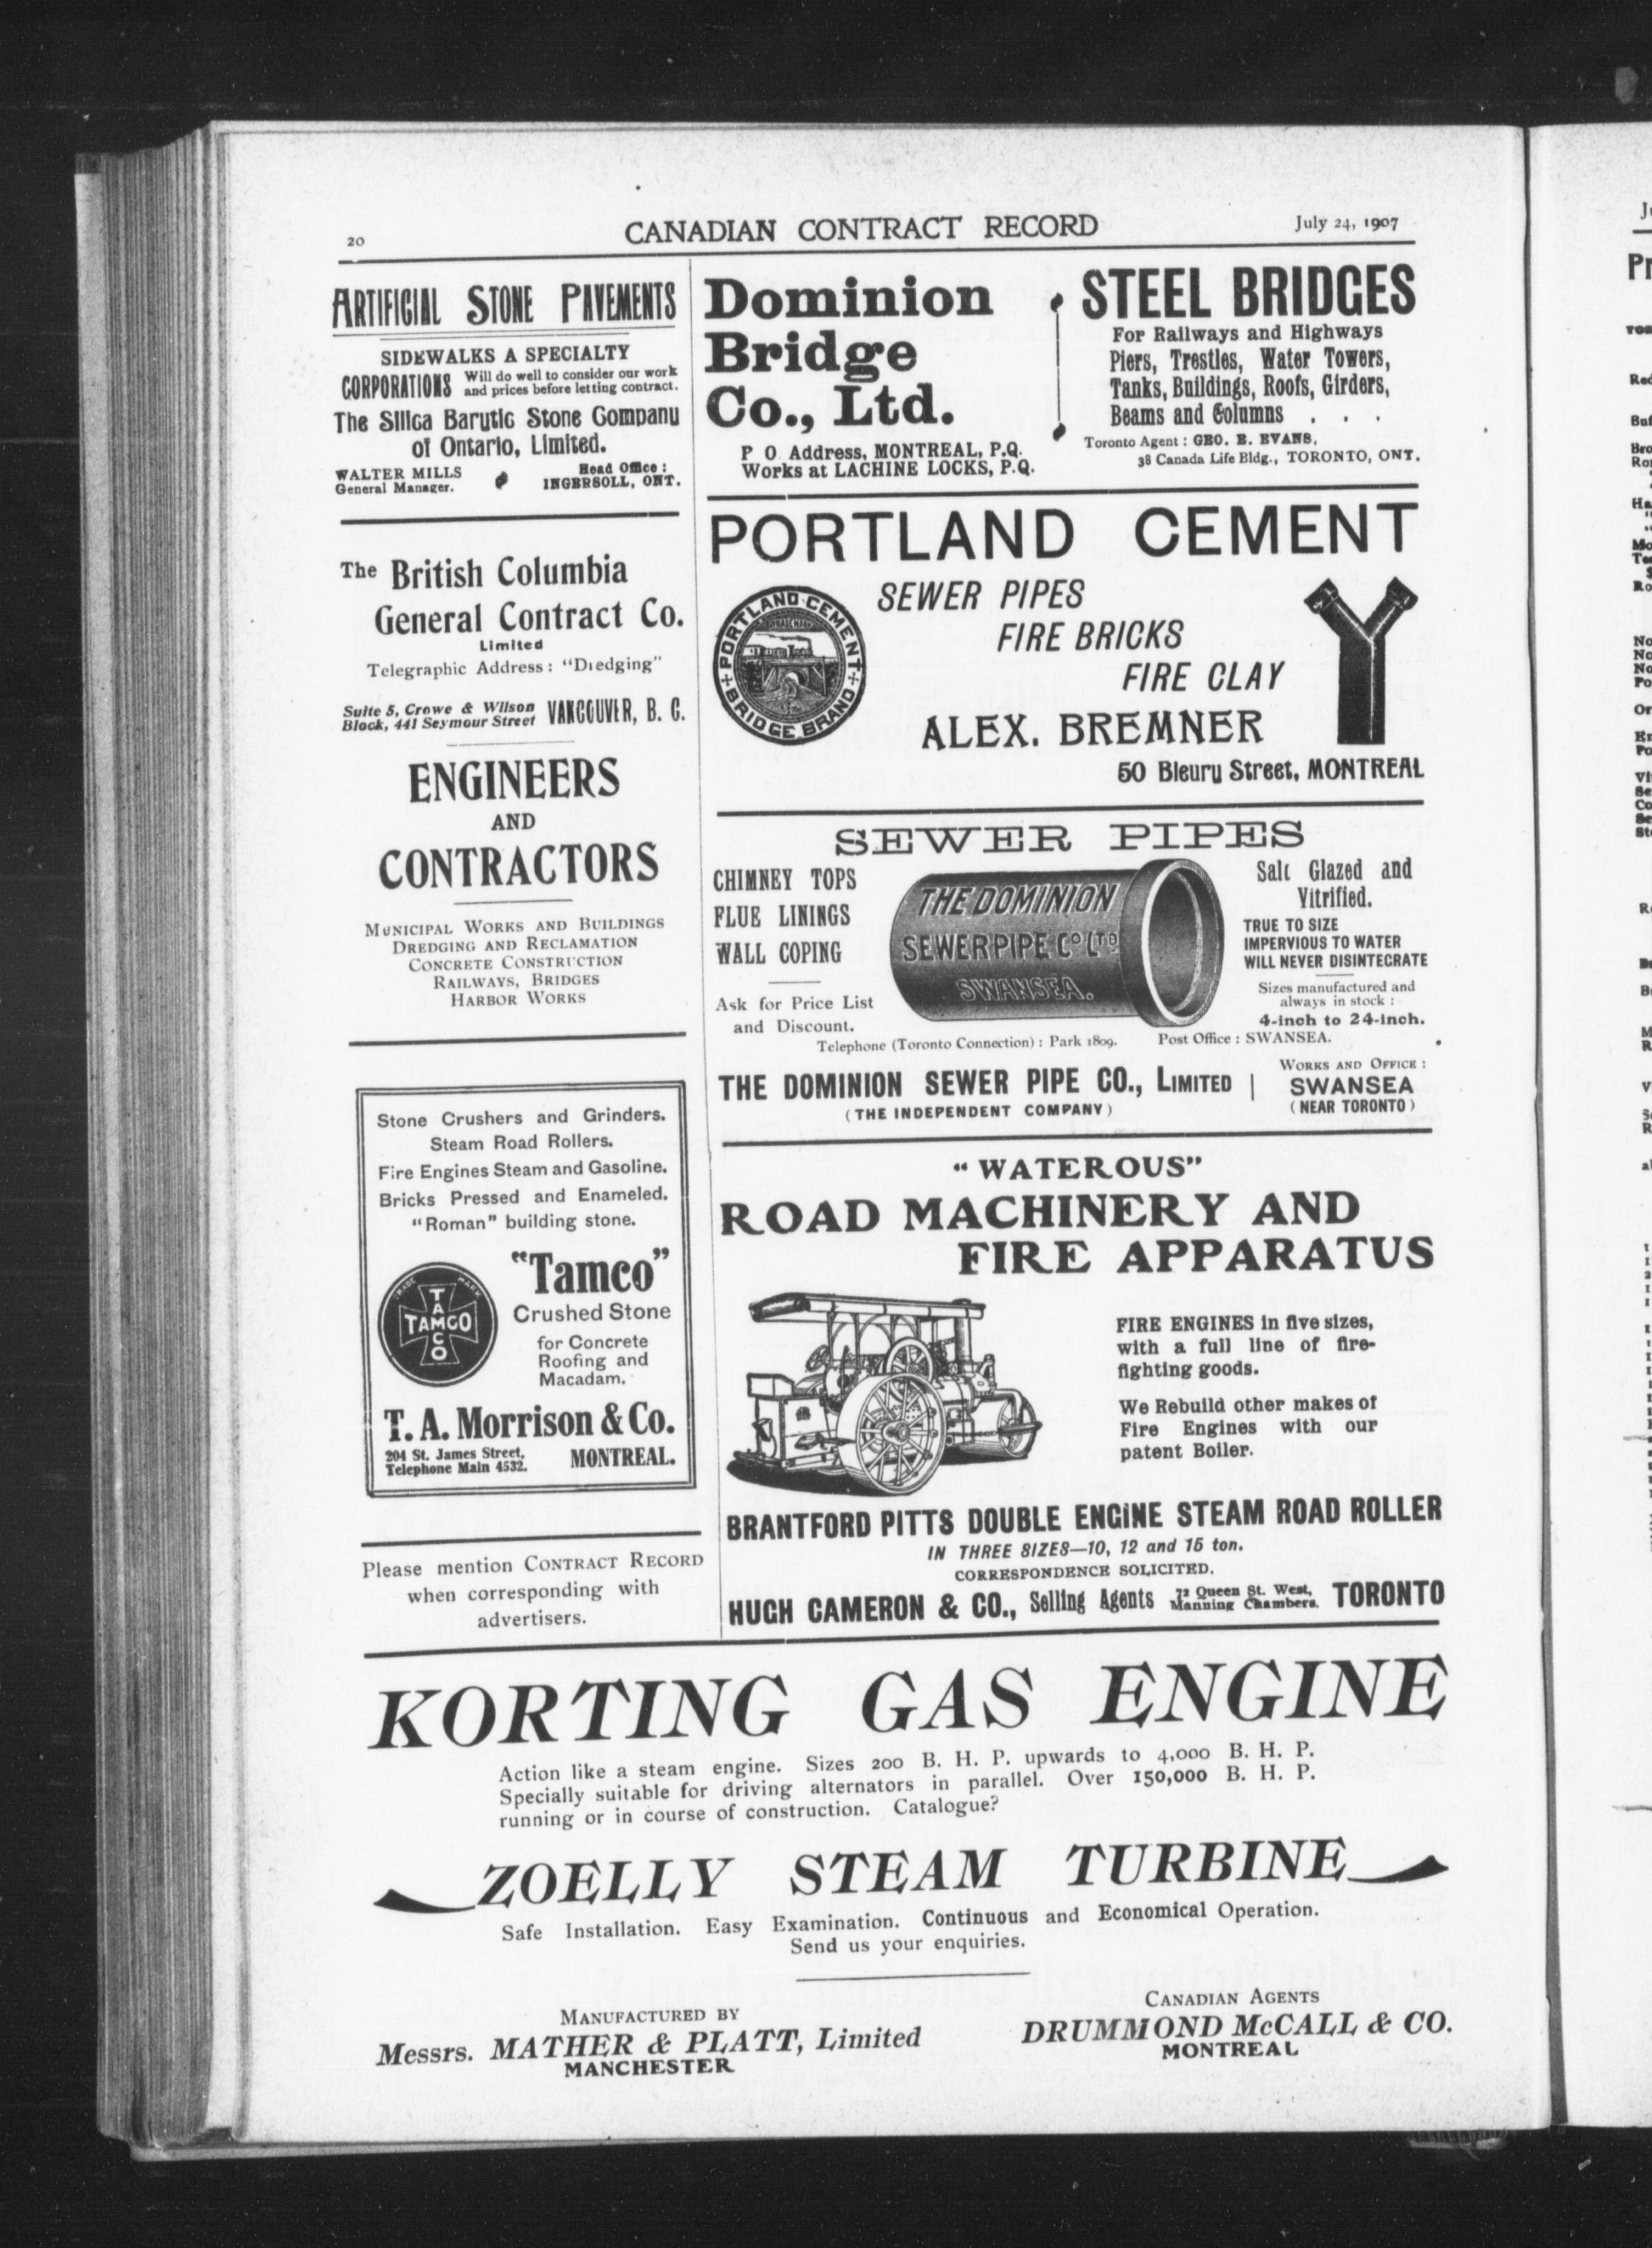 20
CANADIAN CONTRACT RECORD
July 24, 1907
ARTIFICIAL STONE PAVEMENTS
SIDEWALKS A SPECIALTY
CORPORATIONS Will do well to consider our work
and prices before letting contract.
The Silica Barytic Stone Company
of Ontario, Limited.
WALTER MILLS
General Manager.
Head Office:
INGERSOLL, ONT.
The British Columbia
General Contract Co.
Limited
Telegraphic Address: "Dredging"
Suite 5, Crowe & Wilson
Block, 441 Seymour Street
VANCOUVER, B. C.
ENGINEERS
AND
CONTRACTORS
MUNICIPAL WORKS AND BUILDINGS
DREDGING AND RECLAMATION
CONCRETE CONSTRUCTION
RAILWAYS, BRIDGES
HARBOR WORKS
Stone Crushers and Grinders.
Steam Road Rollers.
Fire Engines Steam and Gasoline.
Bricks Pressed and Enameled.
"Roman" building stone.
TRADE MARK
TAMCO
TAMCO
"Tamco"
Crushed Stone
for Concrete
Roofing and
Macadam.
T. A. Morrison & Co.
204 St. James Street,
Telephone Main 4532.
MONTREAL.
Please mention CONTRACT RECORD
when corresponding with
advertisers.
Dominion
Bridge
Co., Ltd.
P O Address, MONTREAL, P.Q.
Works at LACHINE LOCKS, P.Q.
STEEL BRIDGES
For Railways and Highways
Piers, Trestles, Water Towers,
Tanks, Buildings, Roofs, Girders,
Beams and Columns . . .
Toronto Agent: GEO. E. EVANS,
38 Canada Life Bldg., TORONTO, ONT.
PORTLAND CEMENT
PORTLAND CEMENT
TRADE MARK
BRIDGE BRAND
SEWER PIPES
FIRE BRICKS
FIRE CLAY
ALEX. BREMNER
50 Bleury Street, MONTREAL
SEWER PIPES
CHIMNEY TOPS
FLUE LININGS
WALL COPING
Ask for Price List
and Discount.
THE DOMINION
SEWER PIPE Co LTD
SWANSEA.
Salt Glazed and
Vitrified.
TRUE TO SIZE
IMPERVIOUS TO WATER
WILL NEVER DISINTEGRATE
Sizes manufactured and
always in stock:
4-inch to 24-inch.
Telephone (Toronto Connection): Park 1809.
Post Office: SWANSEA.
THE DOMINION SEWER PIPE CO., LIMITED
(THE INDEPENDENT COMPANY)
WORKS AND OFFICE:
SWANSEA
(NEAR TORONTO)
"WATEROUS"
ROAD MACHINERY AND
FIRE APPARATUS
FIRE ENGINES in five sizes,
with a full line of fire-
fighting goods.
We Rebuild other makes of
Fire Engines with our
patent Boiler.
BRANTFORD PITTS DOUBLE ENGINE STEAM ROAD ROLLER
IN THREE SIZES—10, 12 and 15 ton.
CORRESPONDENCE SOLICITED.
HUGH CAMERON & CO., Selling Agents 72 Queen St. West,
Manning Chambers. TORONTO
KORTING GAS ENGINE
Action like a steam engine. Sizes 200 B. H. P. upwards to 4,000 B. H. P.
Specially suitable for driving alternators in parallel. Over 150,000 B. H. P.
running or in course of construction. Catalogue?
ZOELLY STEAM TURBINE
Safe Installation. Easy Examination. Continuous and Economical Operation.
Send us your enquiries.
MANUFACTURED BY
Messrs. MATHER & PLATT, Limited
MANCHESTER
CANADIAN AGENTS
DRUMMOND McCALL & CO.
MONTREAL